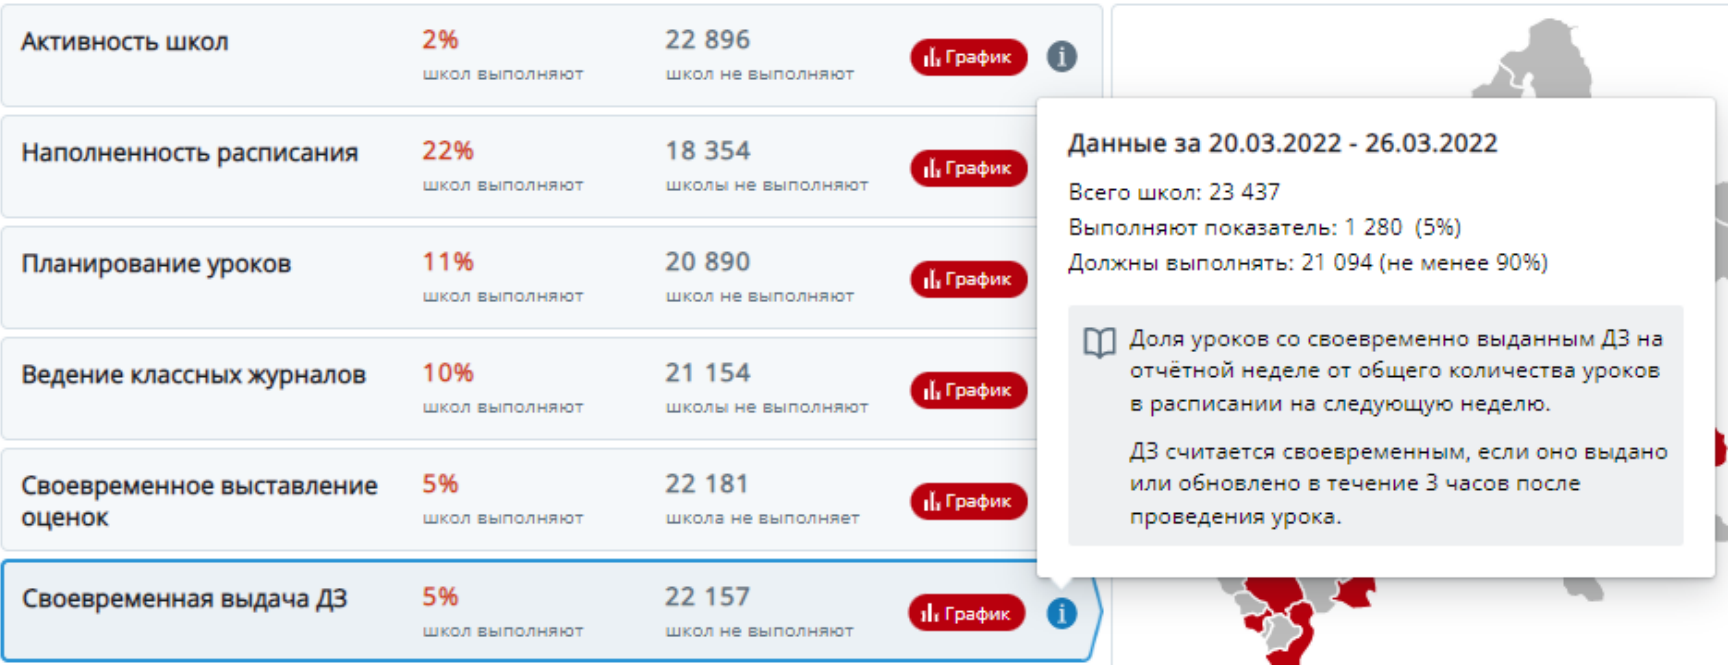 Активность школ
2%
школ выполняют
22 896
школ не выполняют
График
Наполненность расписания
22%
школ выполняют
18 354
школы не выполняют
График
Планирование уроков
11%
школ выполняют
20 890
школ не выполняют
График
Ведение классных журналов
10%
школ выполняют
21 154
школы не выполняют
График
Своевременное выставление
оценок
5%
школ выполняют
22 181
школа не выполняет
График
Своевременная выдача ДЗ
5%
школ выполняют
22 157
школ не выполняют
График
Данные за 20.03.2022 - 26.03.2022
Всего школ: 23 437
Выполняют показатель: 1 280 (5%)
Должны выполнять: 21 094 (не менее 90%)
Доля уроков со своевременно выданным ДЗ на
отчётной неделе от общего количества уроков
в расписании на следующую неделю.
ДЗ считается своевременным, если оно выдано
или обновлено в течение 3 часов после
проведения урока.